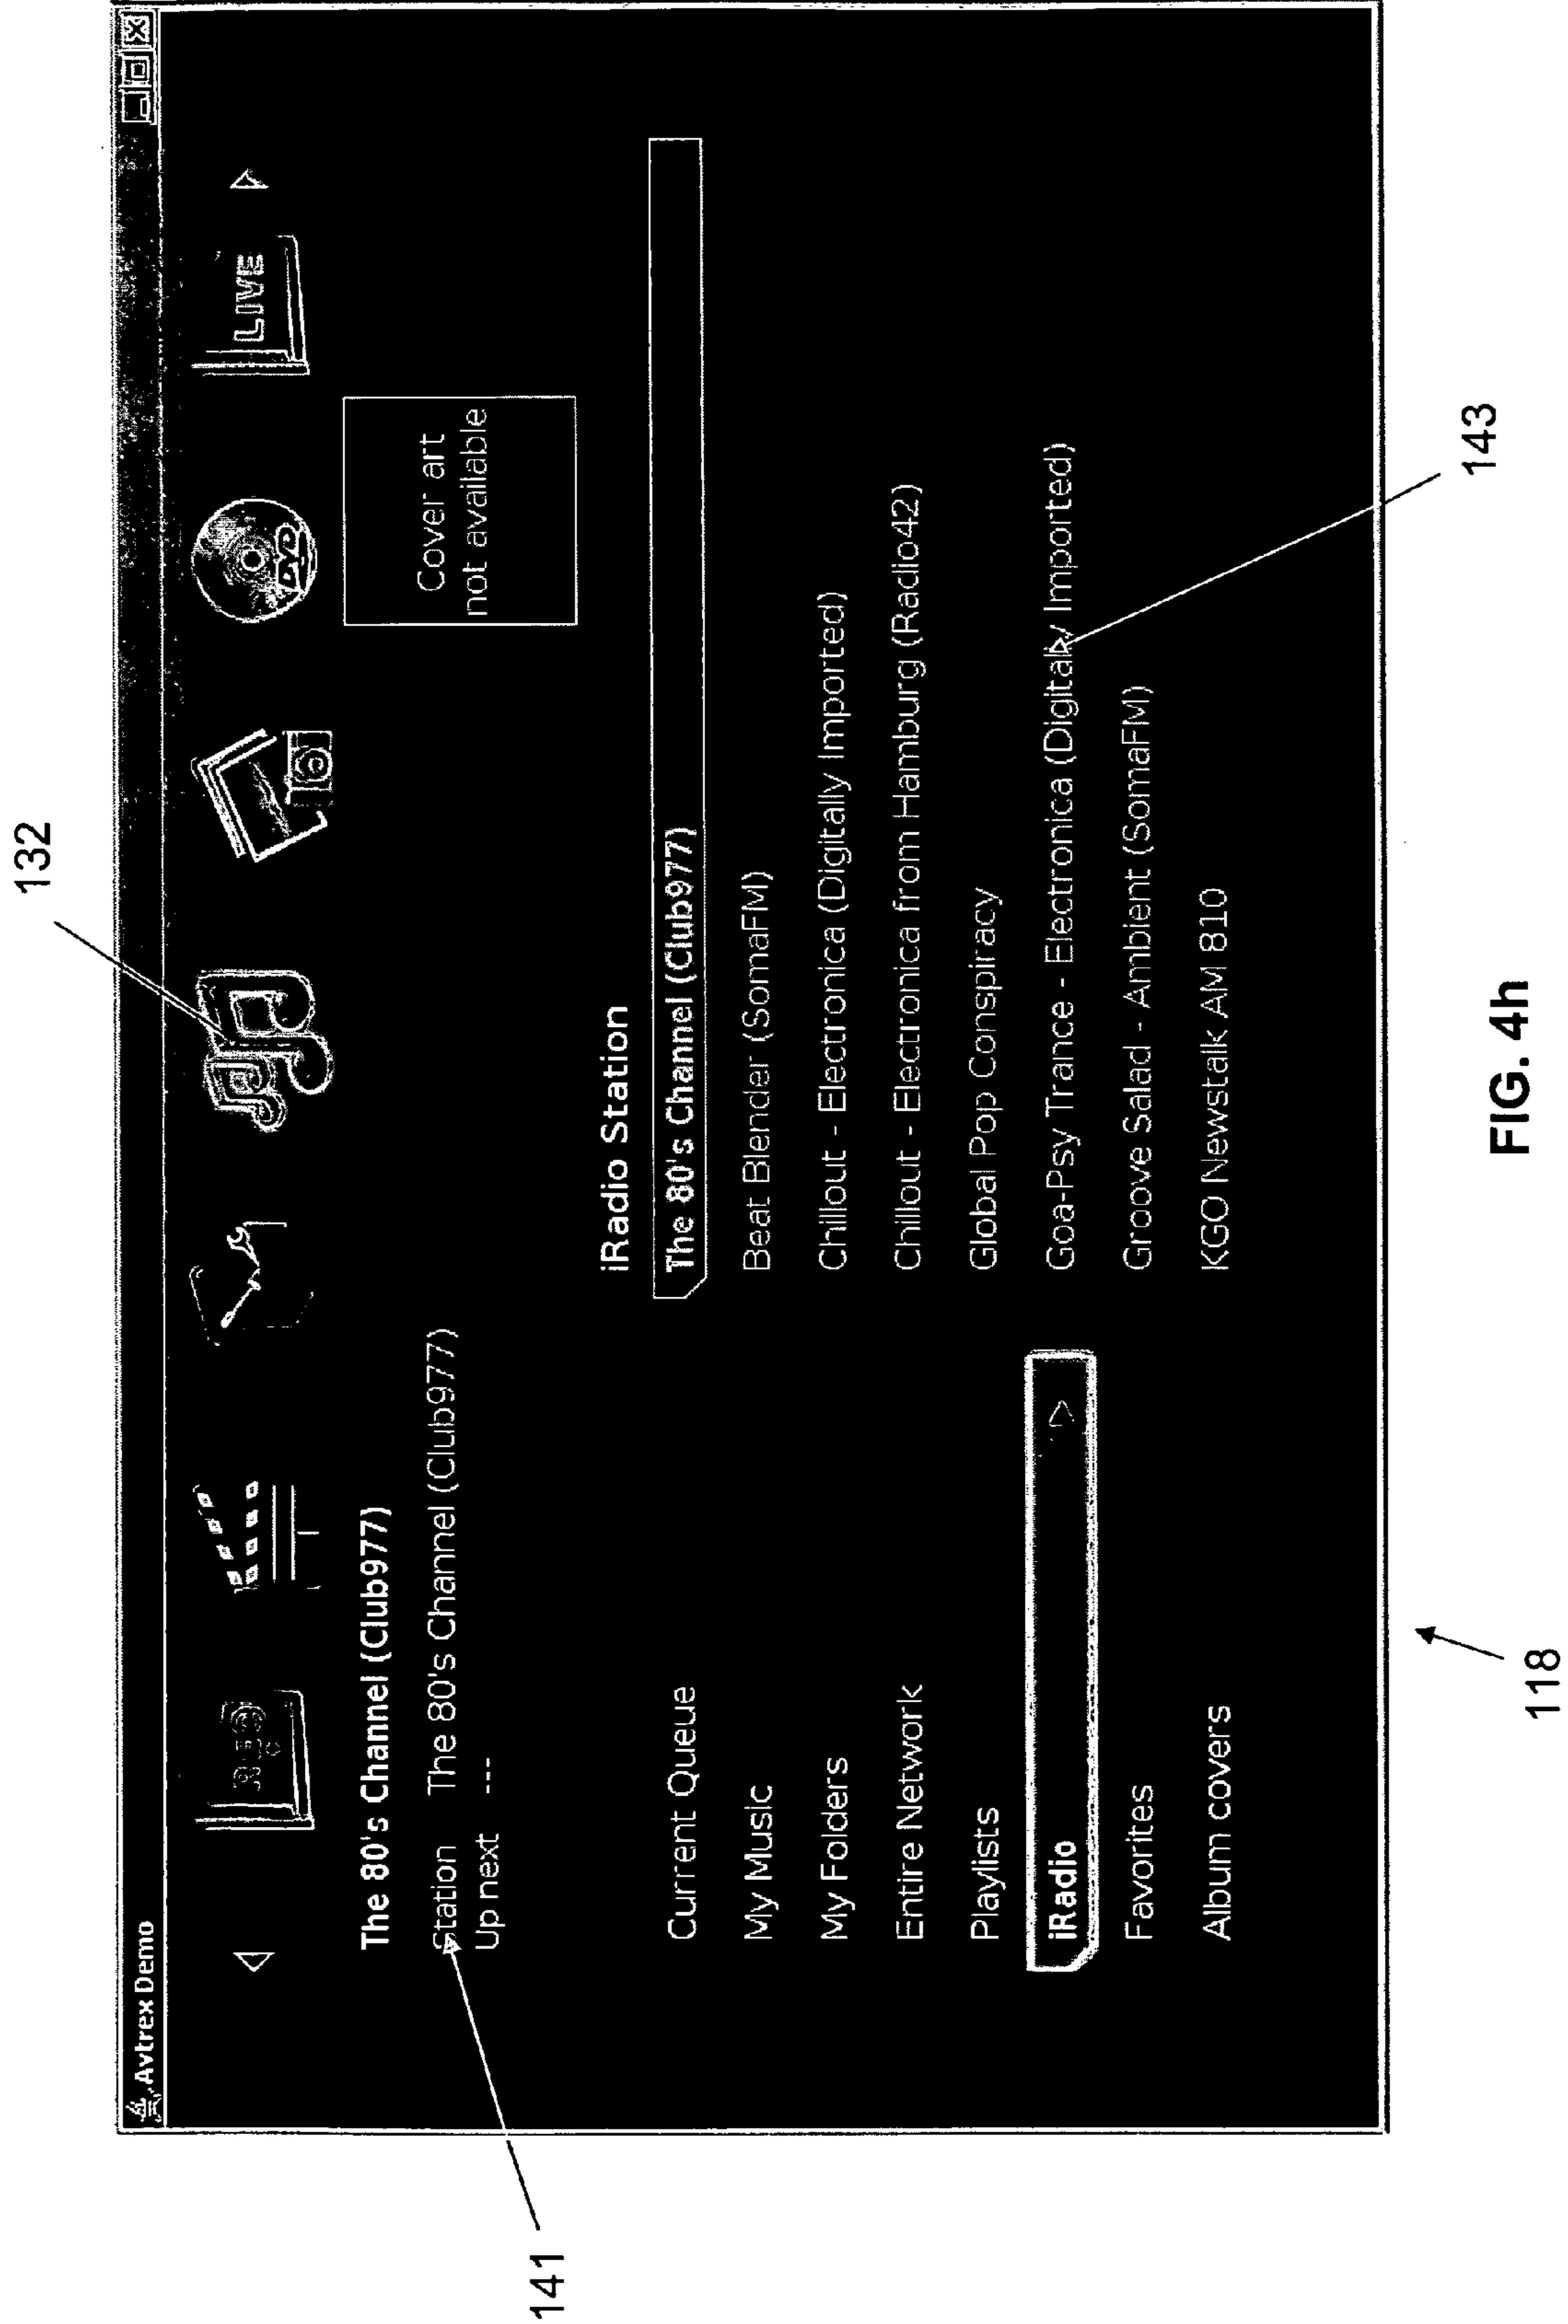 132
Avtrex Demo
DVD
LIVE
The 80's Channel (Club977)
Station The 80's Channel (Club977)
Up next ---
Cover art
not available
Current Queue
My Music
My Folders
Entire Network
Playlists
iRadio
Favorites
Album covers
iRadio Station
The 80's Channel (Club977)
Beat Blender (SomaFM)
Chillout - Electronica (Digitally Imported)
Chillout - Electronica from Hamburg (Radio42)
Global Pop Conspiracy
Goa-Psy Trance - Electronica (Digitally Imported)
Groove Salad - Ambient (SomaFM)
KGO Newstalk AM 810
141
143
118
FIG. 4h